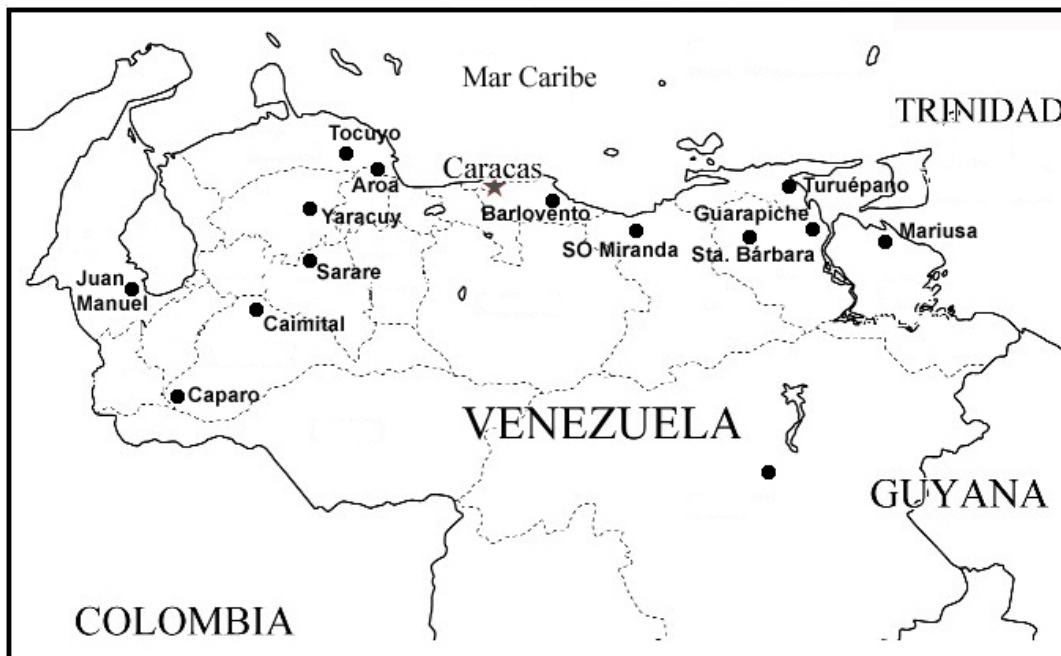 Mar Caribe
TRINIDAD
Tocuyo
Aroa
Caracas
Turuépano
Yaracuy
Barlovento
Guarapiche
Mariusa
SO Miranda
Sta. Bárbara
Sarare
Juan
Manuel
Caimital
Caparo
VENEZUELA
GUYANA
COLOMBIA